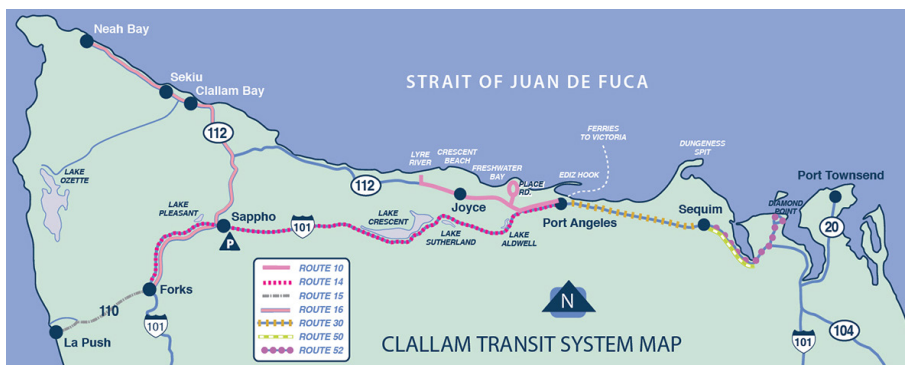 Neah Bay
Sekiu
Clallam Bay
112
LAKE
OZETTE
STRAIT OF JUAN DE FUCA
FERRIES
TO VICTORIA
DUNGENESS
SPIT
LYRE
RIVER
CRESCENT
BEACH
FRESHWATER
BAY
EDIZ HOOK
PLACE
RD.
112
Joyce
Port Angeles
Sequim
Port Townsend
DIAMOND
POINT
20
LAKE
PLEASANT
Sappho
P
101
LAKE
CRESCENT
LAKE
SUTHERLAND
LAKE
ALDWELL
Forks
110
La Push
101
ROUTE 10
ROUTE 14
ROUTE 15
ROUTE 16
ROUTE 30
ROUTE 50
ROUTE 52
N
CLALLAM TRANSIT SYSTEM MAP
101
104